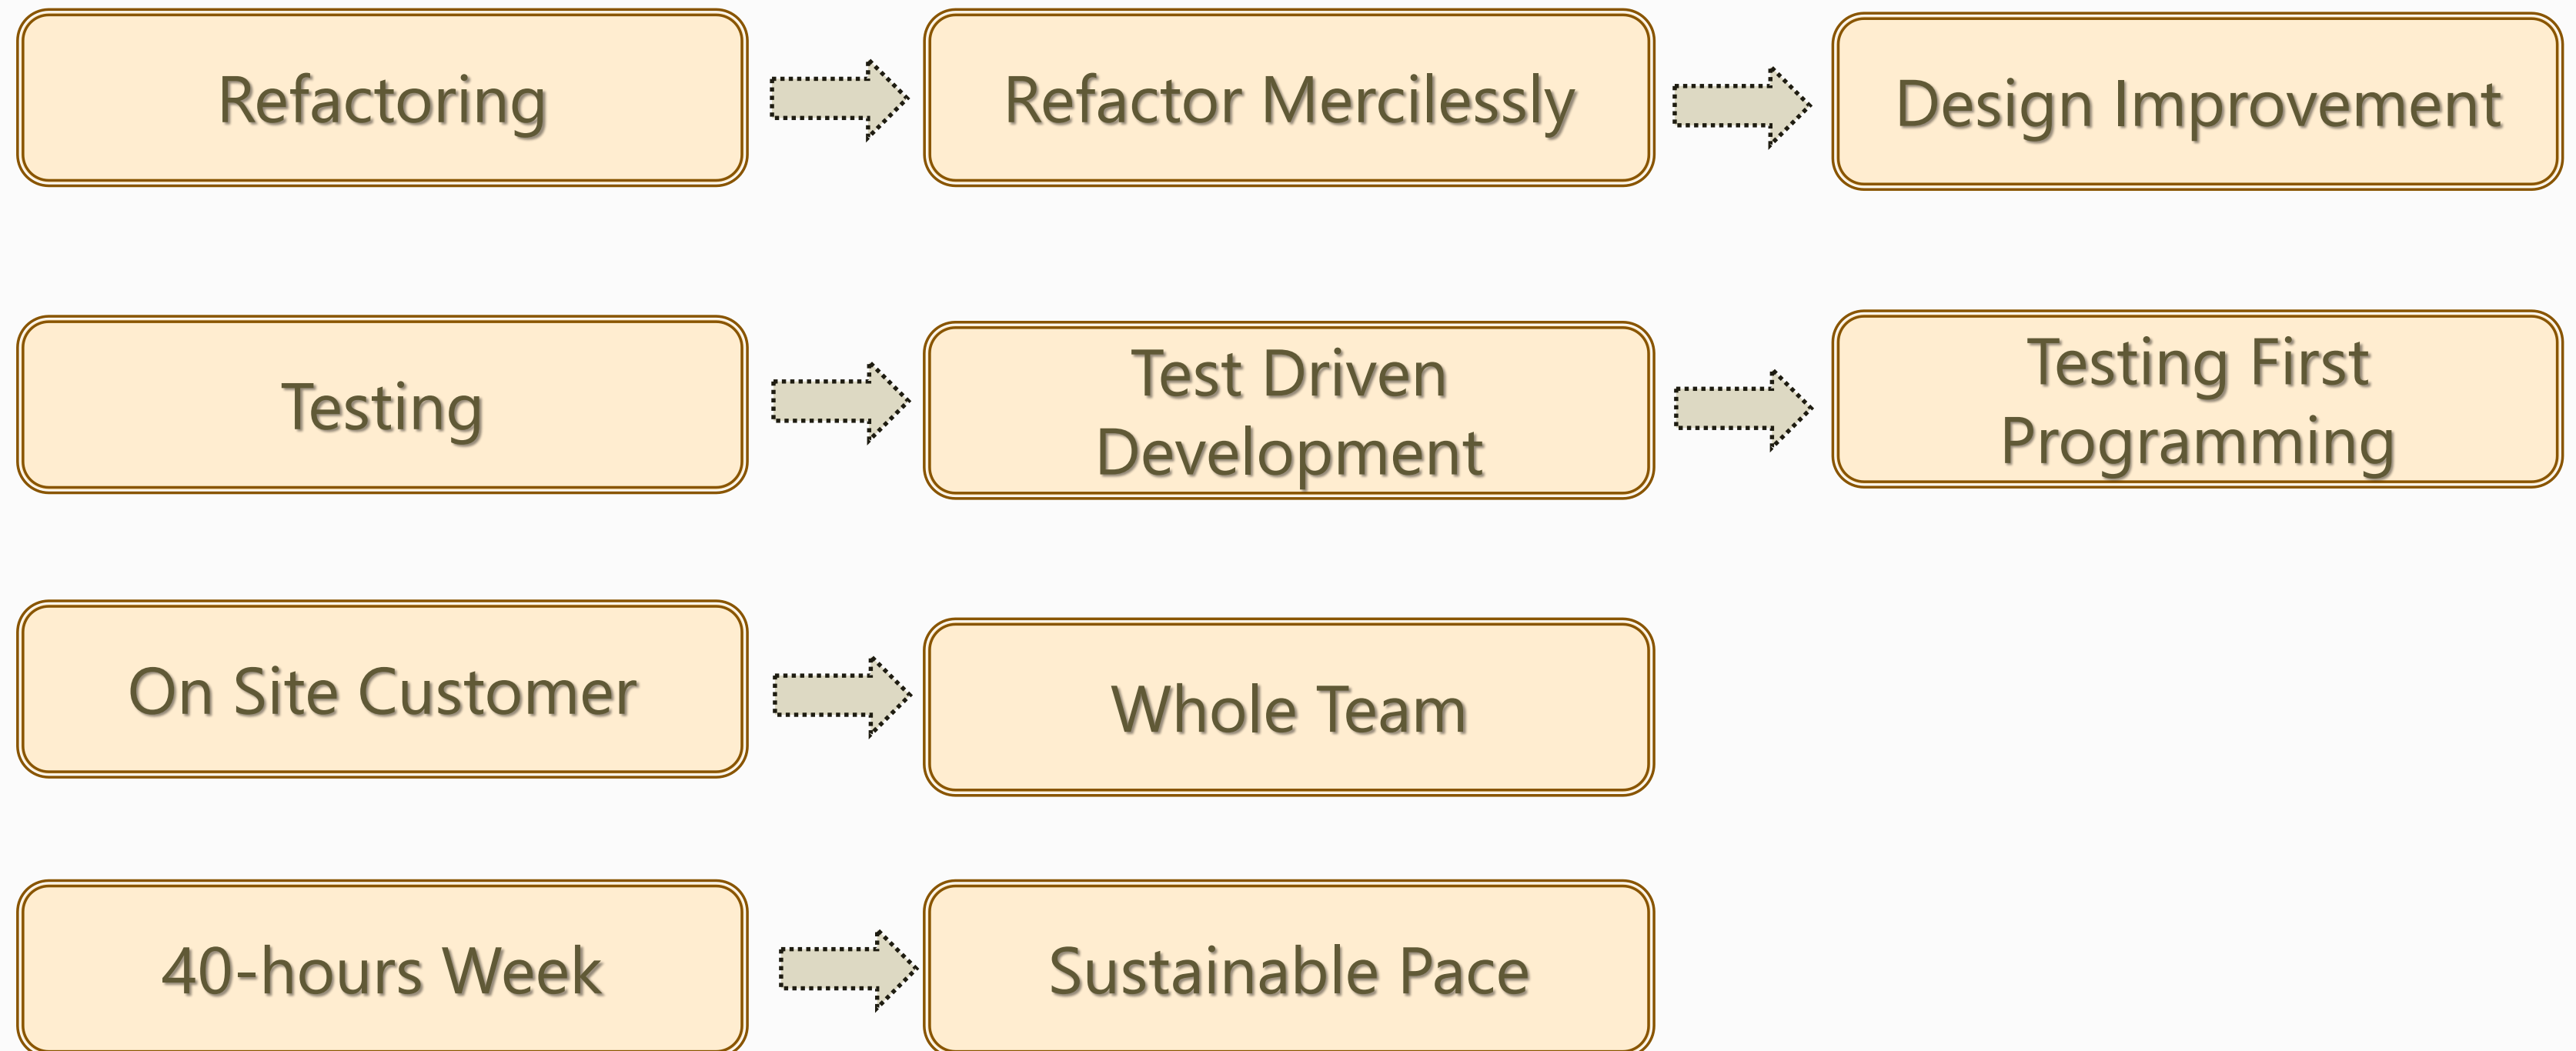 Refactoring
Refactor Mercilessly
Design Improvement
Testing
Test Driven
Development
Testing First
Programming
On Site Customer
Whole Team
40-hours Week
Sustainable Pace